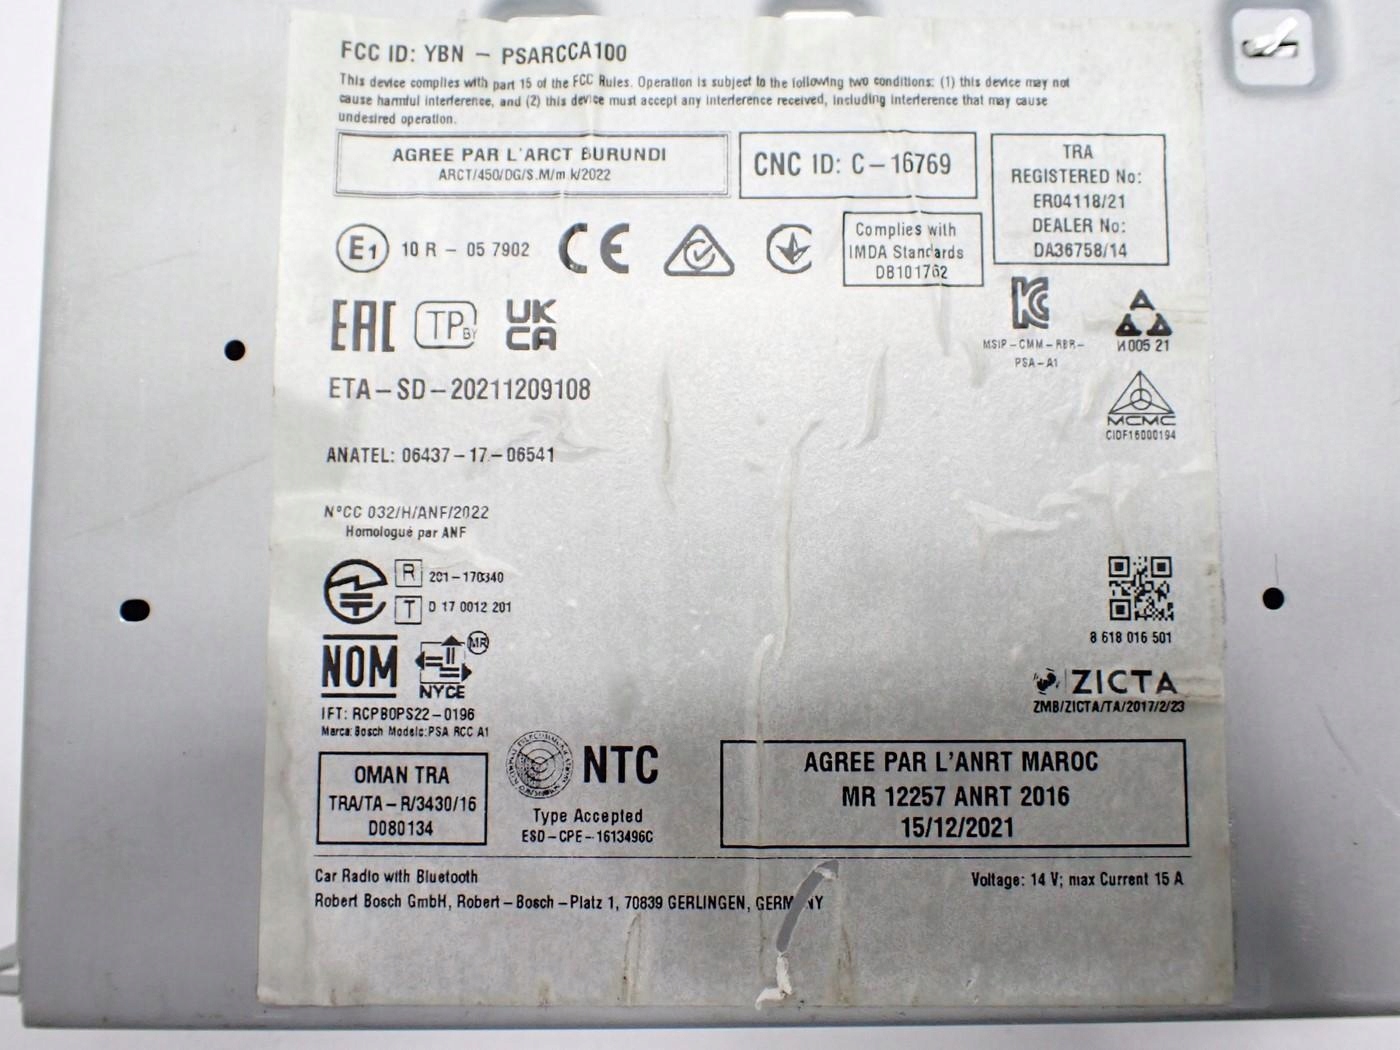 FCC ID: YBN – PSARCCA100
This device complies with part 15 of the FCC Rules. Operation is subject to the following two conditions: (1) this device may not
cause harmful interference, and (2) this device must accept any interference received, including interference that may cause
undesired operation.
AGREE PAR L'ARCT BURUNDI
ARCT/450/DG/S.M/m k/2022
CNC ID: C – 16769
TRA
REGISTERED No:
ER04118/21
DEALER No:
DA36758/14
E1 10 R – 05 7902
CE
Complies with
IMDA Standards
DB101762
EAC TP BY UK
CA
KC
MSIP – CMM – RBR –
PSA – A1
A
И005 21
ETA – SD – 20211209108
MCMC
CIDF16000194
ANATEL: 06437 – 17 – 06541
N°CC 032/H/ANF/2022
Homologué par ANF
R 201 – 170340
T D 17 0012 201
8 618 016 501
NOM
MR
NYCE
IFT: RCPBOPS22 – 0196
Marca: Bosch Modelo: PSA RCC A1
ZICTA
ZMB/ZICTA/TA/2017/2/23
OMAN TRA
TRA/TA – R/3430/16
D080134
NTC
Type Accepted
ESD – CPE – 1613496C
AGREE PAR L'ANRT MAROC
MR 12257 ANRT 2016
15/12/2021
Car Radio with Bluetooth
Voltage: 14 V; max Current 15 A
Robert Bosch GmbH, Robert – Bosch – Platz 1, 70839 GERLINGEN, GERMANY